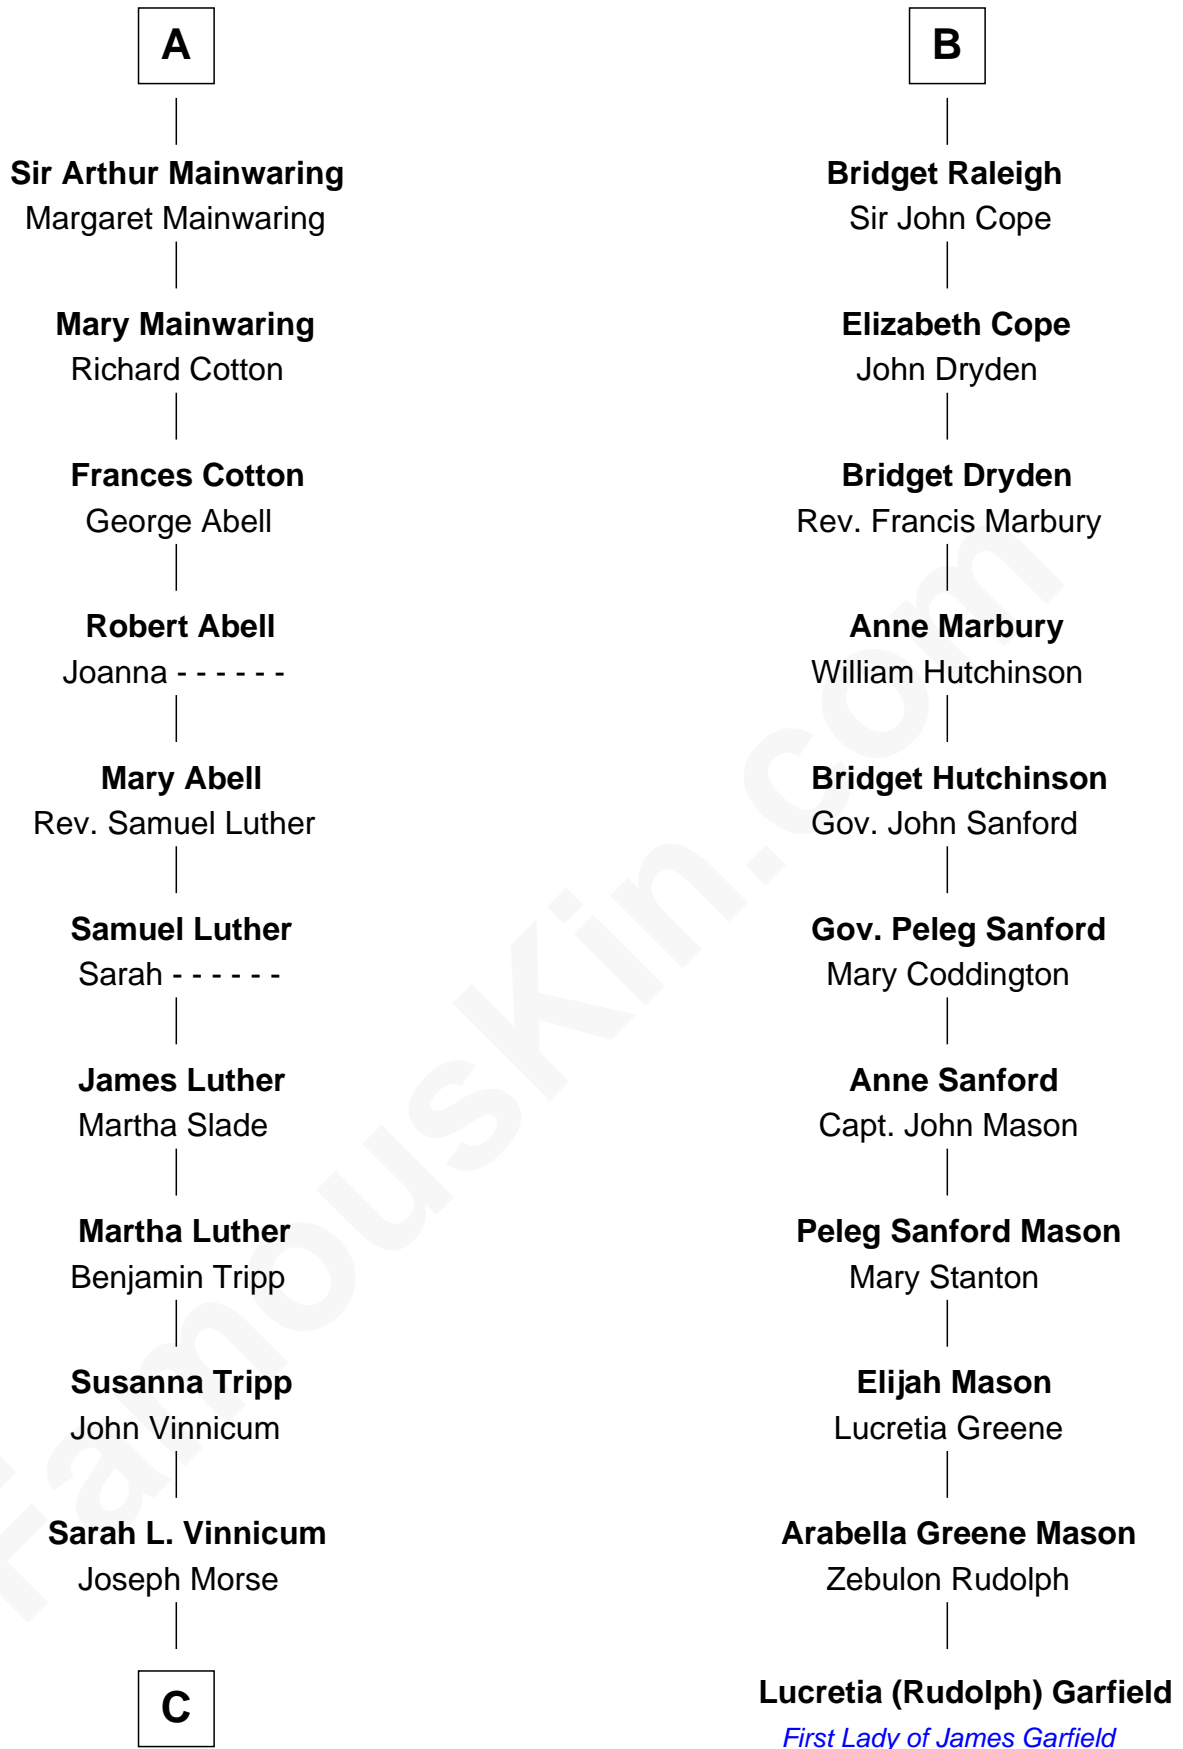 A
Sir Arthur Mainwaring
Margaret Mainwaring
Mary Mainwaring
Richard Cotton
Frances Cotton
George Abell
Robert Abell
Joanna - - - - - -
Mary Abell
Rev. Samuel Luther
Samuel Luther
Sarah - - - - - -
James Luther
Martha Slade
Martha Luther
Benjamin Tripp
Susanna Tripp
John Vinnicum
Sarah L. Vinnicum
Joseph Morse
C
B
Bridget Raleigh
Sir John Cope
Elizabeth Cope
John Dryden
Bridget Dryden
Rev. Francis Marbury
Anne Marbury
William Hutchinson
Bridget Hutchinson
Gov. John Sanford
Gov. Peleg Sanford
Mary Coddington
Anne Sanford
Capt. John Mason
Peleg Sanford Mason
Mary Stanton
Elijah Mason
Lucretia Greene
Arabella Greene Mason
Zebulon Rudolph
Lucretia (Rudolph) Garfield
First Lady of James Garfield
FamousKin.com